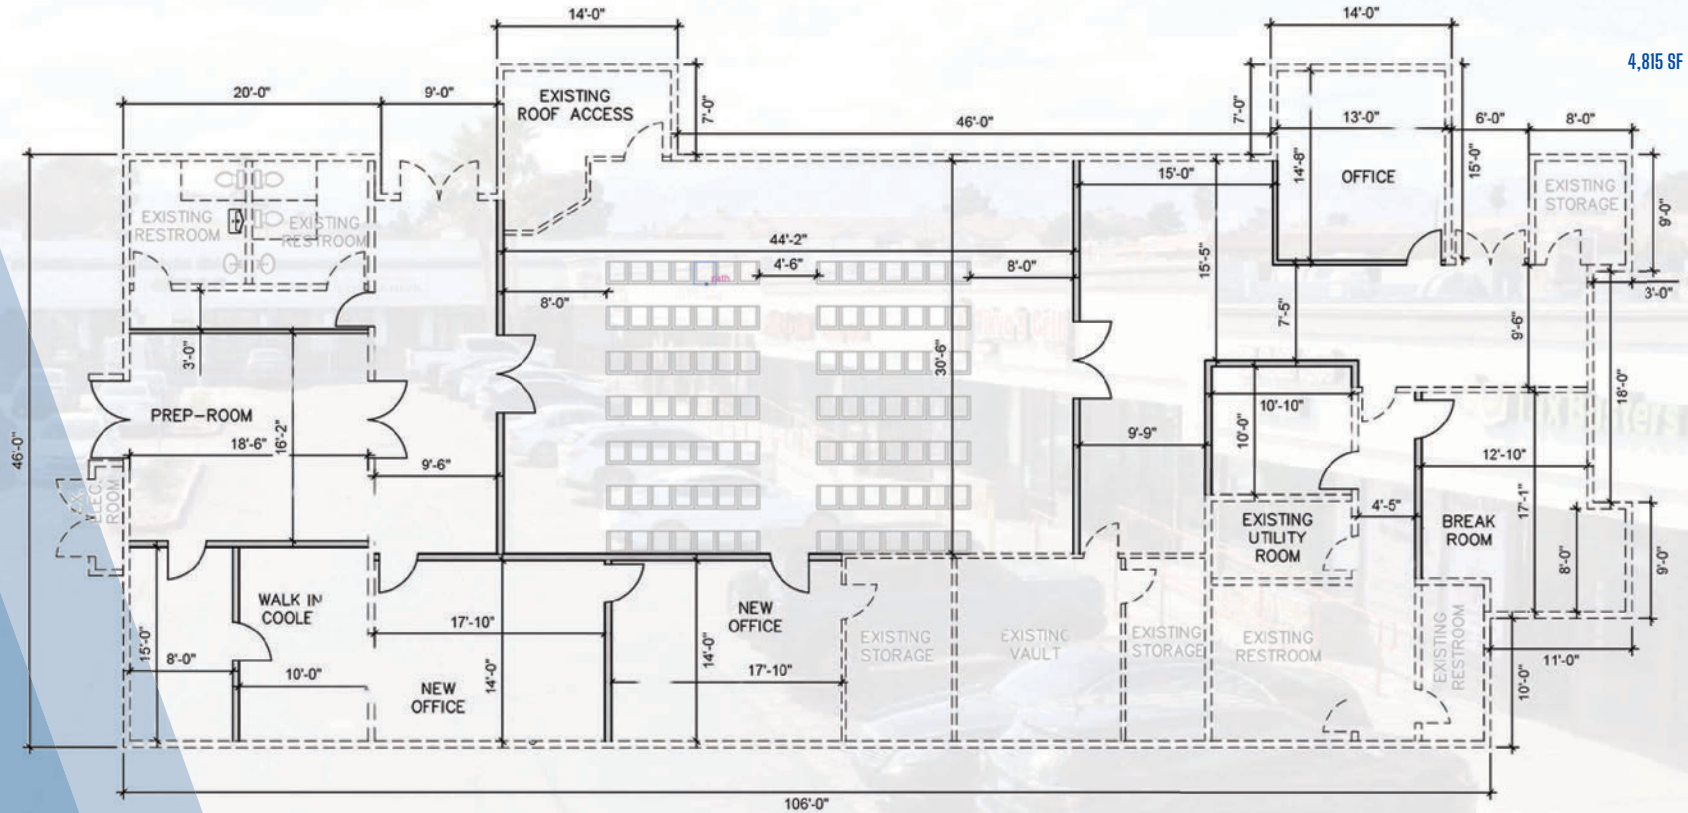 14'-0"
14'-0"
4,815 SF
20'-0"
9'-0"
EXISTING
ROOF ACCESS
7'-0"
46'-0"
7'-0"
13'-0"
6'-0"
8'-0"
14'-8"
OFFICE
15'-0"
15'-0"
EXISTING
STORAGE
9'-0"
EXISTING
RESTROOM
EXISTING
RESTROOM
44'-2"
4'-6"
8'-0"
15'-5"
path
8'-0"
3'-0"
7'-5"
9'-6"
3'-0"
30'-6"
18'-0"
PREP-ROOM
10'-10"
46'-0"
18'-6"
16'-2"
9'-6"
9'-9"
10'-0"
12'-10"
EX.
ELEC.
ROOM
4'-5"
17'-1"
EXISTING
UTILITY
ROOM
BREAK
ROOM
8'-0"
9'-0"
WALK IN
COOLE
NEW
OFFICE
17'-10"
15'-0"
8'-0"
10'-0"
NEW
OFFICE
14'-0"
14'-0"
17'-10"
EXISTING
STORAGE
EXISTING
VAULT
EXISTING
STORAGE
EXISTING
RESTROOM
EXISTING
RESTROOM
11'-0"
10'-0"
106'-0"